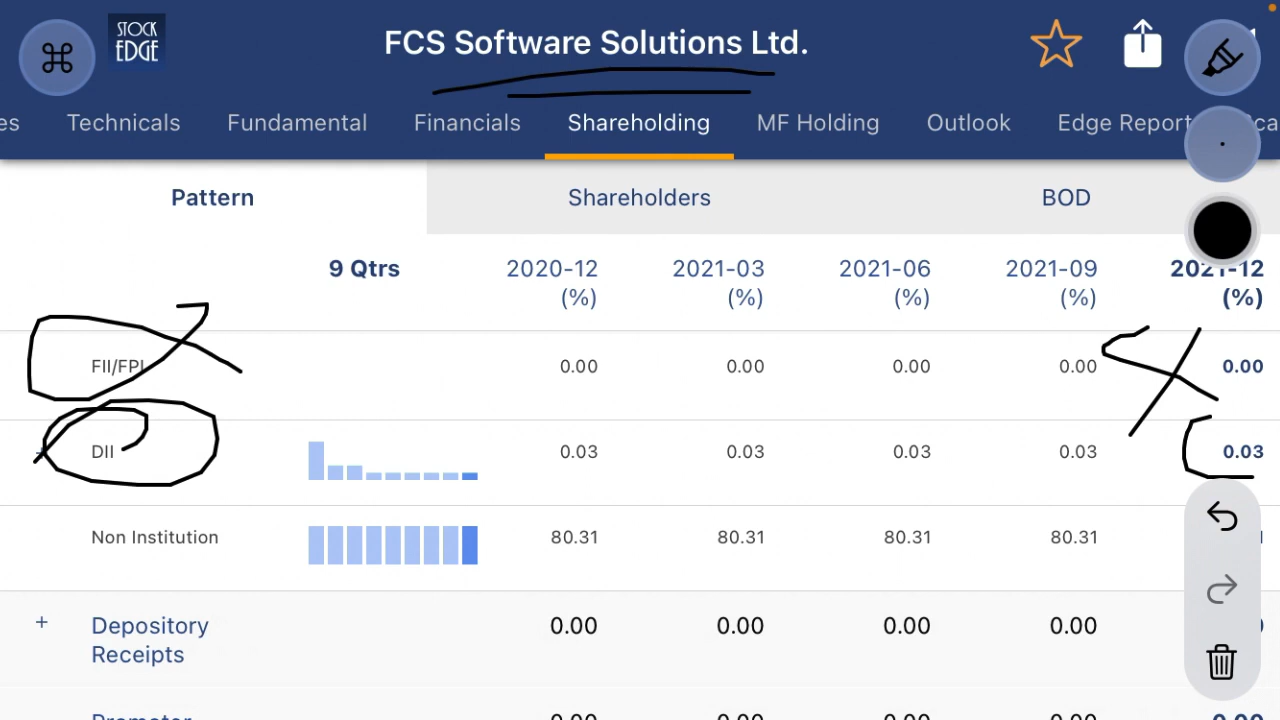 STOCK
EDGE
FCS Software Solutions Ltd.
es Technicals Fundamental Financials Shareholding MF Holding Outlook Edge Report
Pattern Shareholders BOD
9 Qtrs 2020-12 2021-03 2021-06 2021-09 2021-12
(%) (%) (%) (%) (%)
FII/FPI 0.00 0.00 0.00 0.00 0.00
DII 0.03 0.03 0.03 0.03 0.03
Non Institution 80.31 80.31 80.31 80.31
+ Depository 0.00 0.00 0.00 0.00
Receipts